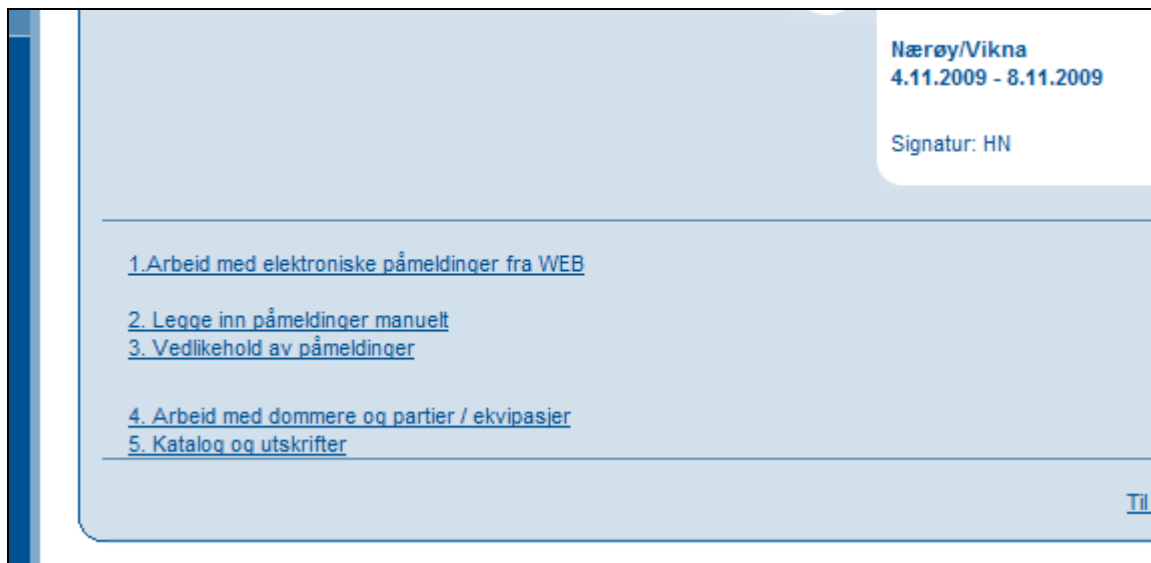 Nærøy/Vikna
4.11.2009 - 8.11.2009
Signatur: HN
1.Arbeid med elektroniske påmeldinger fra WEB
2. Legge inn påmeldinger manuelt
3. Vedlikehold av påmeldinger
4. Arbeid med dommere og partier / ekvipasjer
5. Katalog og utskrifter
Til